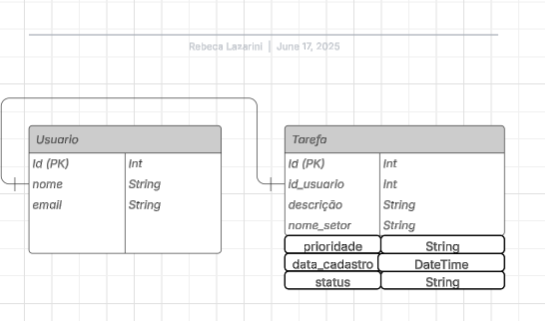 Rebeca Lazarini | June 17, 2025
Usuario
Id (PK) Int
nome String
email String
Tarefa
Id (PK) Int
id_usuario Int
descrição String
nome_setor String
prioridade String
data_cadastro DateTime
status String